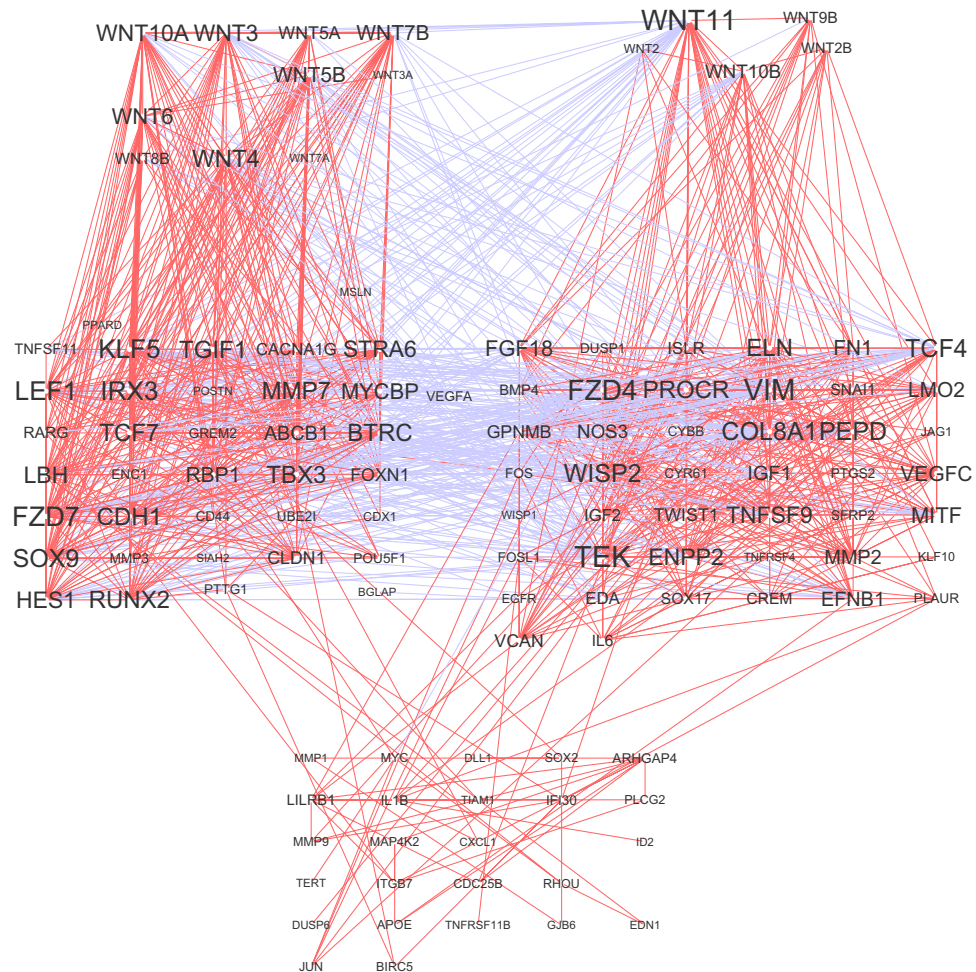 WNT11
WNT10A WNT3 WNT5A WNT7B WNT9B
WNT2 WNT2B
WNT5B WNT3A WNT10B
WNT6
WNT8B WNT4 WNT7A
MSLN
PPARD
TNFSF11 KLF5 TGIF1 CACNA1G STRA6 FGF18 DUSP1 ISLR ELN FN1 TCF4
LEF1 IRX3 POSTN MMP7 MYCBP VEGFA BMP4 FZD4 PROCR VIM SNAI1 LMO2
RARG TCF7 GREM2 ABCB1 BTRC GPNMB NOS3 CYBB COL8A1 PEPD JAG1
LBH ENC1 RBP1 TBX3 FOXN1 FOS WISP2 CYR61 IGF1 PTGS2 VEGFC
FZD7 CDH1 CD44 UBE2I CDX1 WISP1 IGF2 TWIST1 TNFSF9 SFRP2 MITF
SOX9 MMP3 SIAH2 CLDN1 POU5F1 FOSL1 TEK ENPP2 TNFRSF4 MMP2 KLF10
HES1 RUNX2 PTTG1 BGLAP EGFR EDA SOX17 CREM EFNB1 PLAUR
VCAN IL6
MMP1 MYC DLL1 SOX2 ARHGAP4
LILRB1 IL1B TIAM1 IFI30 PLCG2
MMP9 MAP4K2 CXCL1 ID2
TERT ITGB7 CDC25B RHOU
DUSP6 APOE TNFRSF11B GJB6 EDN1
JUN BIRC5